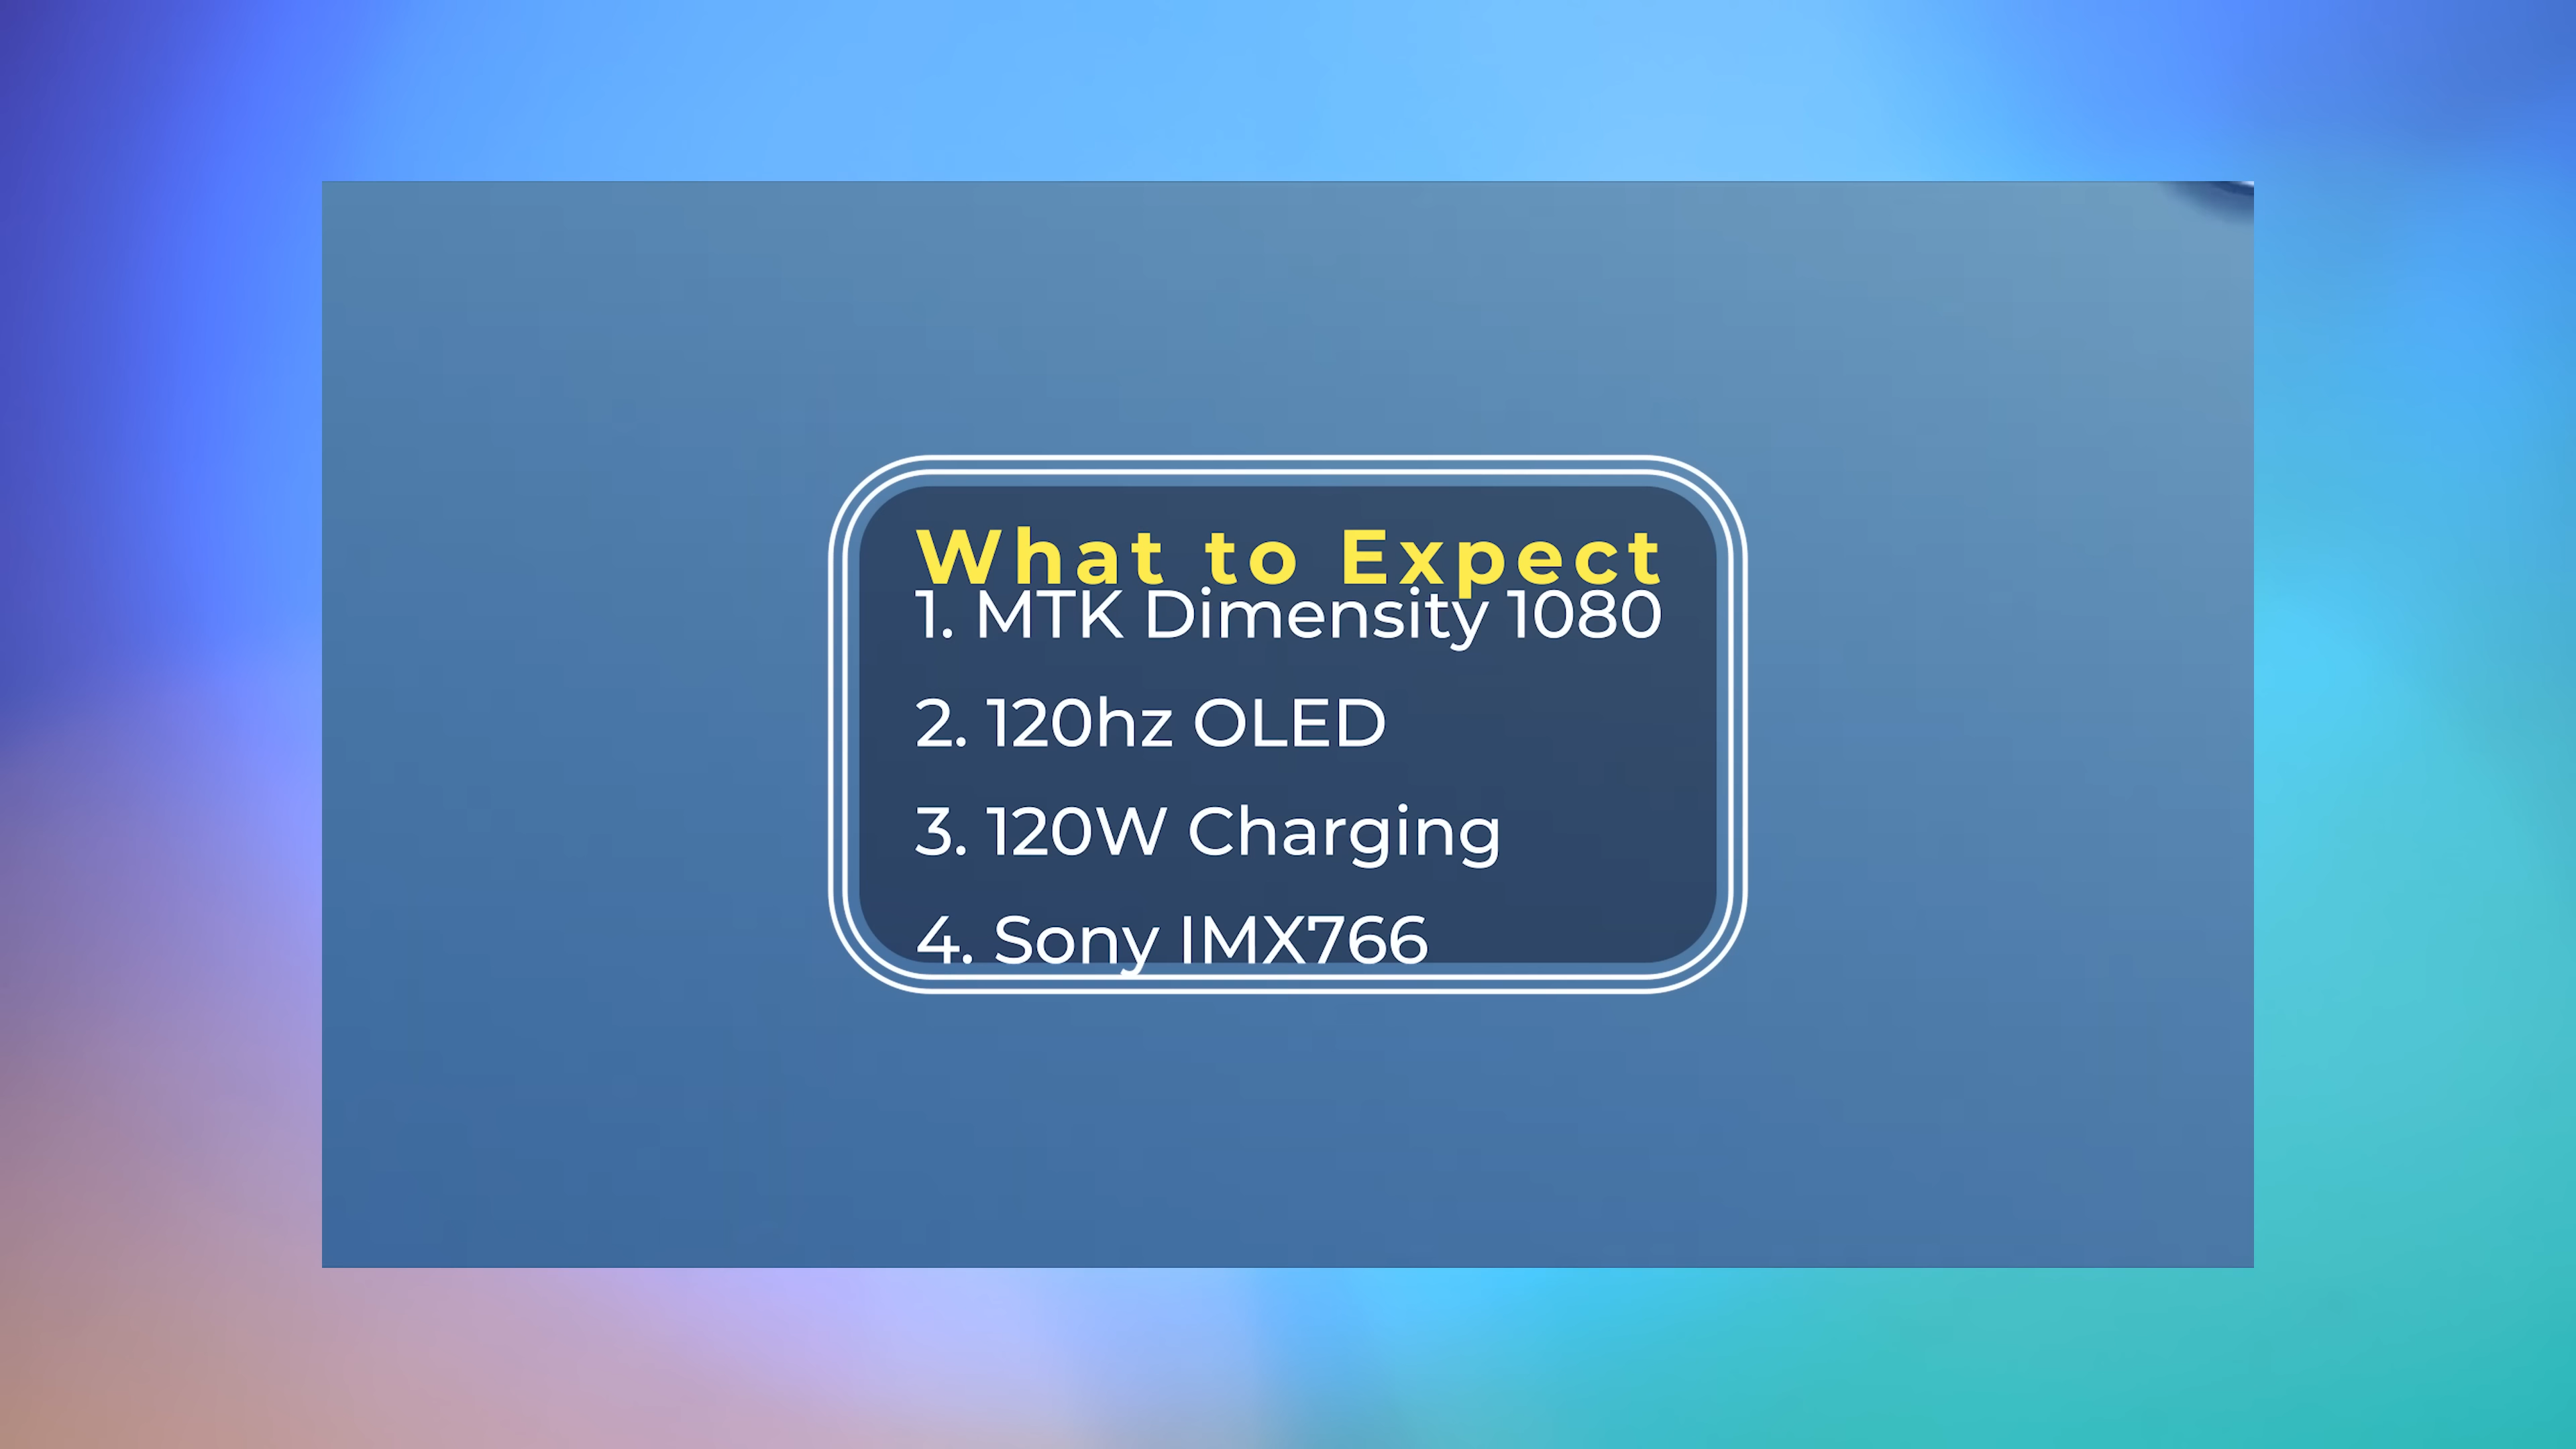 What to Expect
1. MTK Dimensity 1080
2. 120hz OLED
3. 120W Charging
4. Sony IMX766